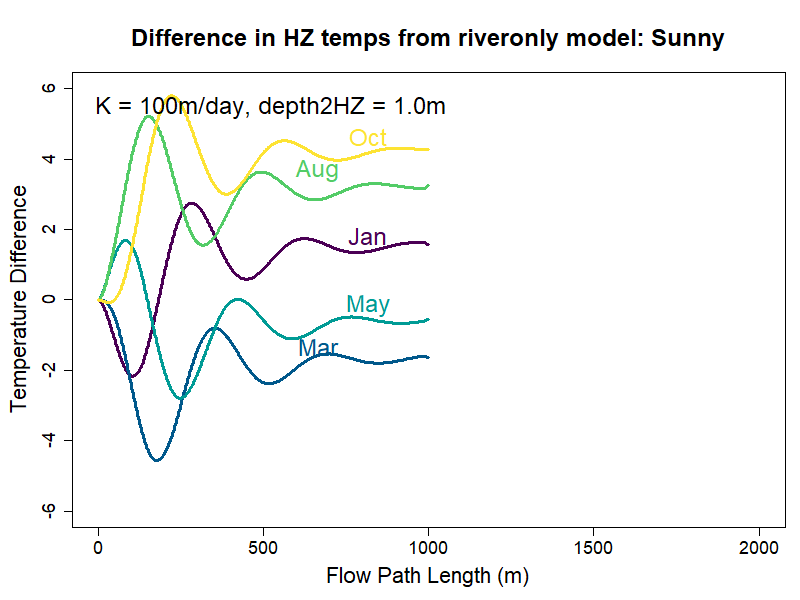 Difference in HZ temps from riveronly model: Sunny
K = 100m/day, depth2HZ = 1.0m
Oct
Aug
Jan
May
Mar
Temperature Difference
6
4
2
0
-2
-4
-6
0 500 1000 1500 2000
Flow Path Length (m)